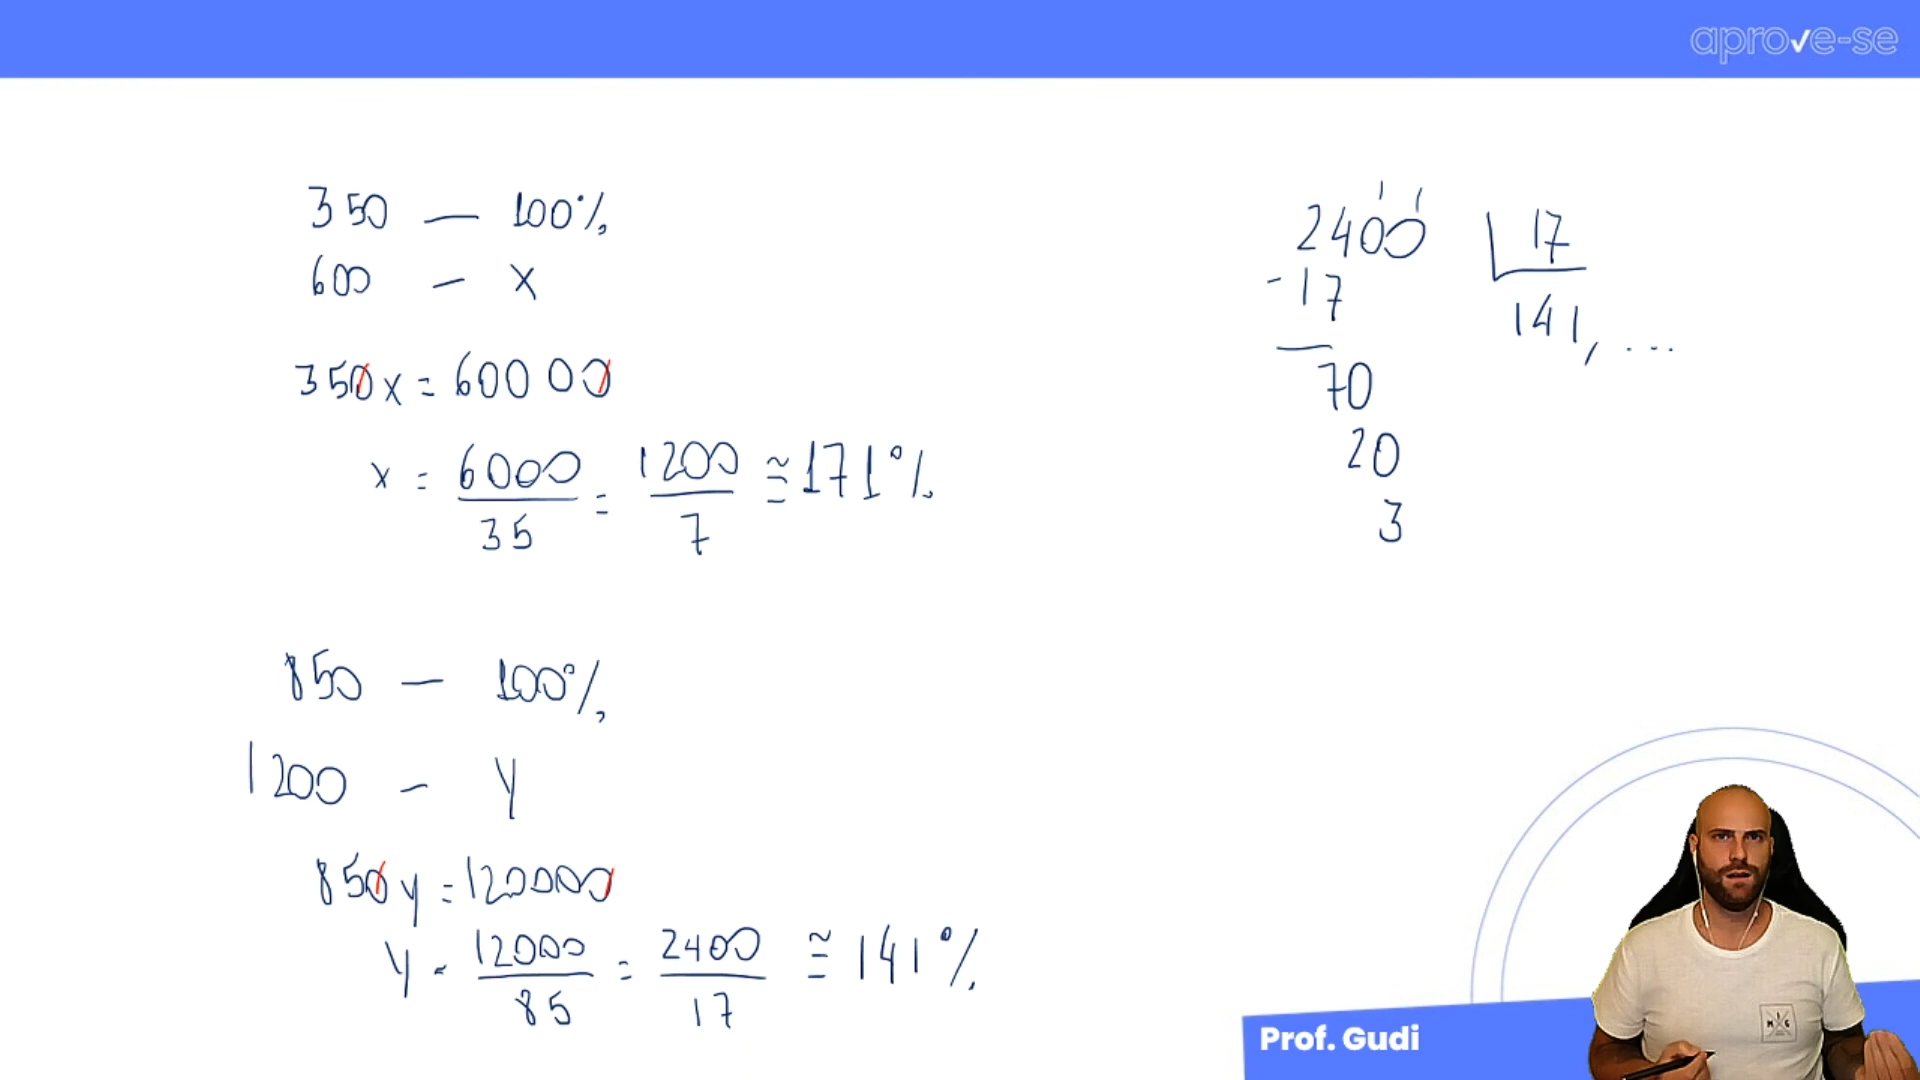 aprove-se
350 — 100%
600 — x
350x = 60000
x = 6000/35 = 1200/7 ≅ 171%
850 — 100%
1200 — y
850y = 120000
y = 12000/85 = 2400/17 ≅ 141%
2400 17
-17 141, ...
70
20
3
Prof. Gudi